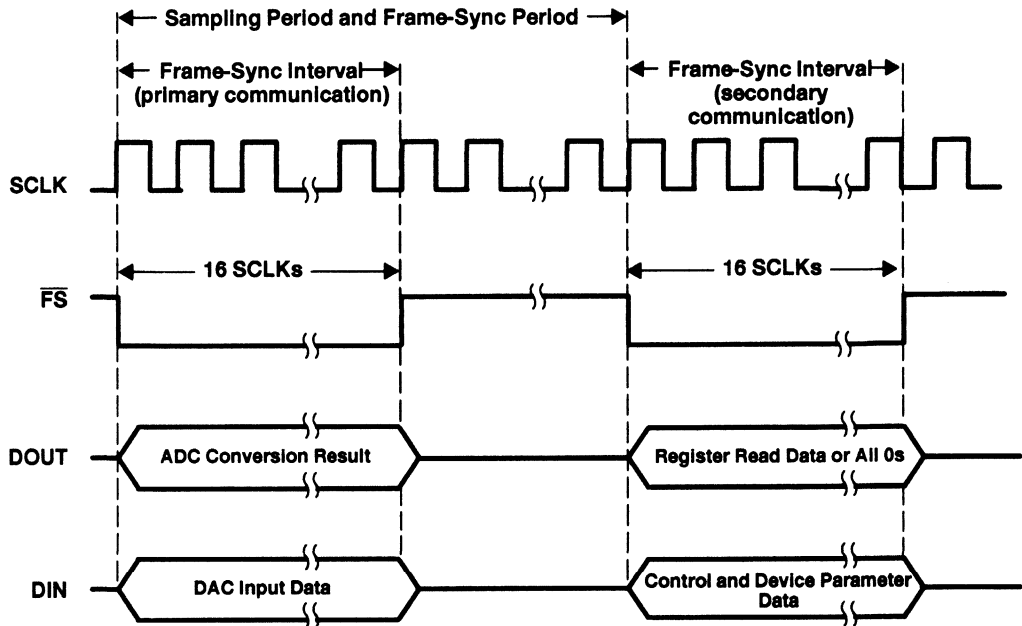 Sampling Period and Frame-Sync Period
Frame-Sync Interval
(primary communication)
Frame-Sync Interval
(secondary
communication)
SCLK
16 SCLKs
16 SCLKs
FS
DOUT
ADC Conversion Result
Register Read Data or All 0s
DIN
DAC Input Data
Control and Device Parameter
Data